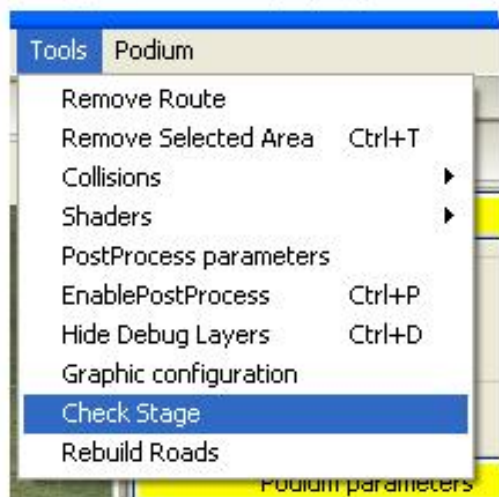 Tools Podium
Remove Route
Remove Selected Area Ctrl+T
Collisions
Shaders
PostProcess parameters
EnablePostProcess Ctrl+P
Hide Debug Layers Ctrl+D
Graphic configuration
Check Stage
Rebuild Roads
Podium parameters